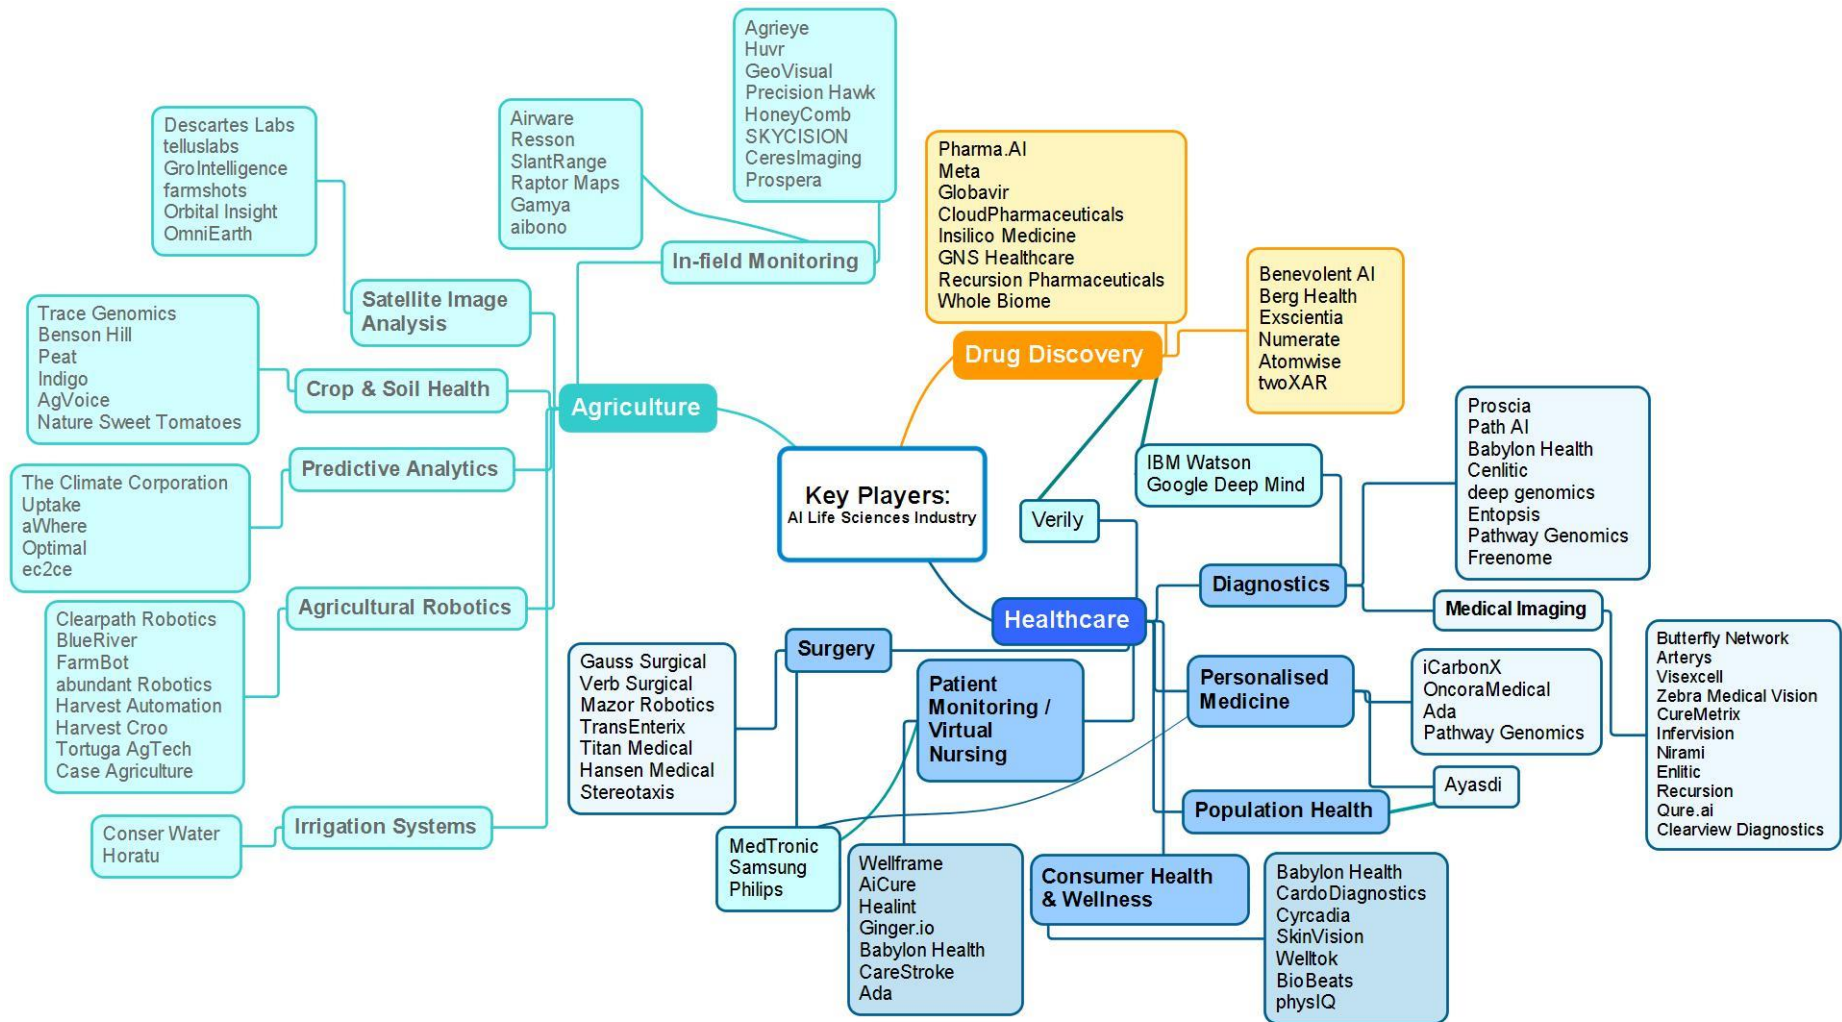 Key Players:
AI Life Sciences Industry
Agriculture
In-field Monitoring
Airware
Resson
SlantRange
Raptor Maps
Gamya
aibono
Agrieye
Huvr
GeoVisual
Precision Hawk
HoneyComb
SKYCISION
CeresImaging
Prospera
Satellite Image
Analysis
Descartes Labs
telluslabs
GroIntelligence
farmshots
Orbital Insight
OmniEarth
Crop & Soil Health
Trace Genomics
Benson Hill
Peat
Indigo
AgVoice
Nature Sweet Tomatoes
Predictive Analytics
The Climate Corporation
Uptake
aWhere
Optimal
ec2ce
Agricultural Robotics
Clearpath Robotics
BlueRiver
FarmBot
abundant Robotics
Harvest Automation
Harvest Croo
Tortuga AgTech
Case Agriculture
Irrigation Systems
Conser Water
Horatu
Drug Discovery
Pharma.AI
Meta
Globavir
CloudPharmaceuticals
Insilico Medicine
GNS Healthcare
Recursion Pharmaceuticals
Whole Biome
Benevolent AI
Berg Health
Exscientia
Numerate
Atomwise
twoXAR
IBM Watson
Google Deep Mind
Verily
Healthcare
Diagnostics
Proscia
Path AI
Babylon Health
Cenlitic
deep genomics
Entopsis
Pathway Genomics
Freenome
Medical Imaging
Butterfly Network
Arterys
Visexcell
Zebra Medical Vision
CureMetrix
Infervision
Nirami
Enlitic
Recursion
Qure.ai
Clearview Diagnostics
Surgery
Gauss Surgical
Verb Surgical
Mazor Robotics
TransEnterix
Titan Medical
Hansen Medical
Stereotaxis
Patient
Monitoring /
Virtual
Nursing
MedTronic
Samsung
Philips
Wellframe
AiCure
Healint
Ginger.io
Babylon Health
CareStroke
Ada
Personalised
Medicine
iCarbonX
OncoraMedical
Ada
Pathway Genomics
Ayasdi
Population Health
Consumer Health
& Wellness
Babylon Health
CardoDiagnostics
Cyrcadia
SkinVision
Welltok
BioBeats
physIQ